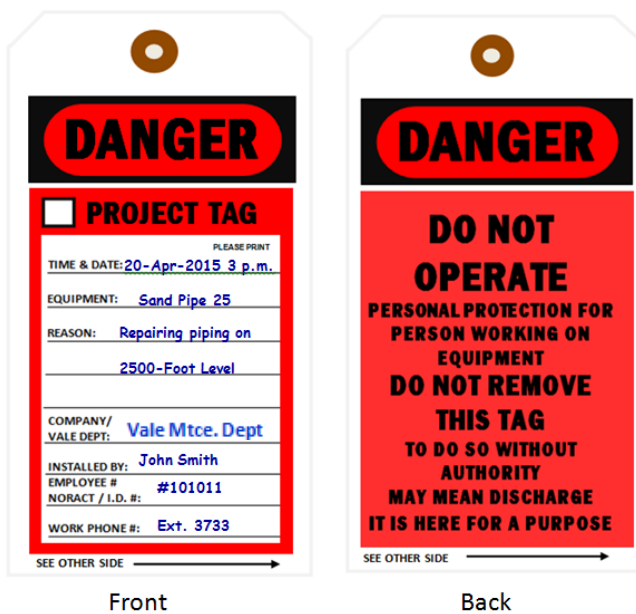 DANGER
PROJECT TAG
PLEASE PRINT
TIME & DATE: 20-Apr-2015 3 p.m.
EQUIPMENT: Sand Pipe 25
REASON: Repairing piping on
2500-Foot Level
COMPANY/
VALE DEPT: Vale Mtce. Dept
INSTALLED BY: John Smith
EMPLOYEE #
NORACT / I.D. #: #101011
WORK PHONE #: Ext. 3733
SEE OTHER SIDE
Front
DANGER
DO NOT
OPERATE
PERSONAL PROTECTION FOR
PERSON WORKING ON
EQUIPMENT
DO NOT REMOVE
THIS TAG
TO DO SO WITHOUT
AUTHORITY
MAY MEAN DISCHARGE
IT IS HERE FOR A PURPOSE
SEE OTHER SIDE
Back